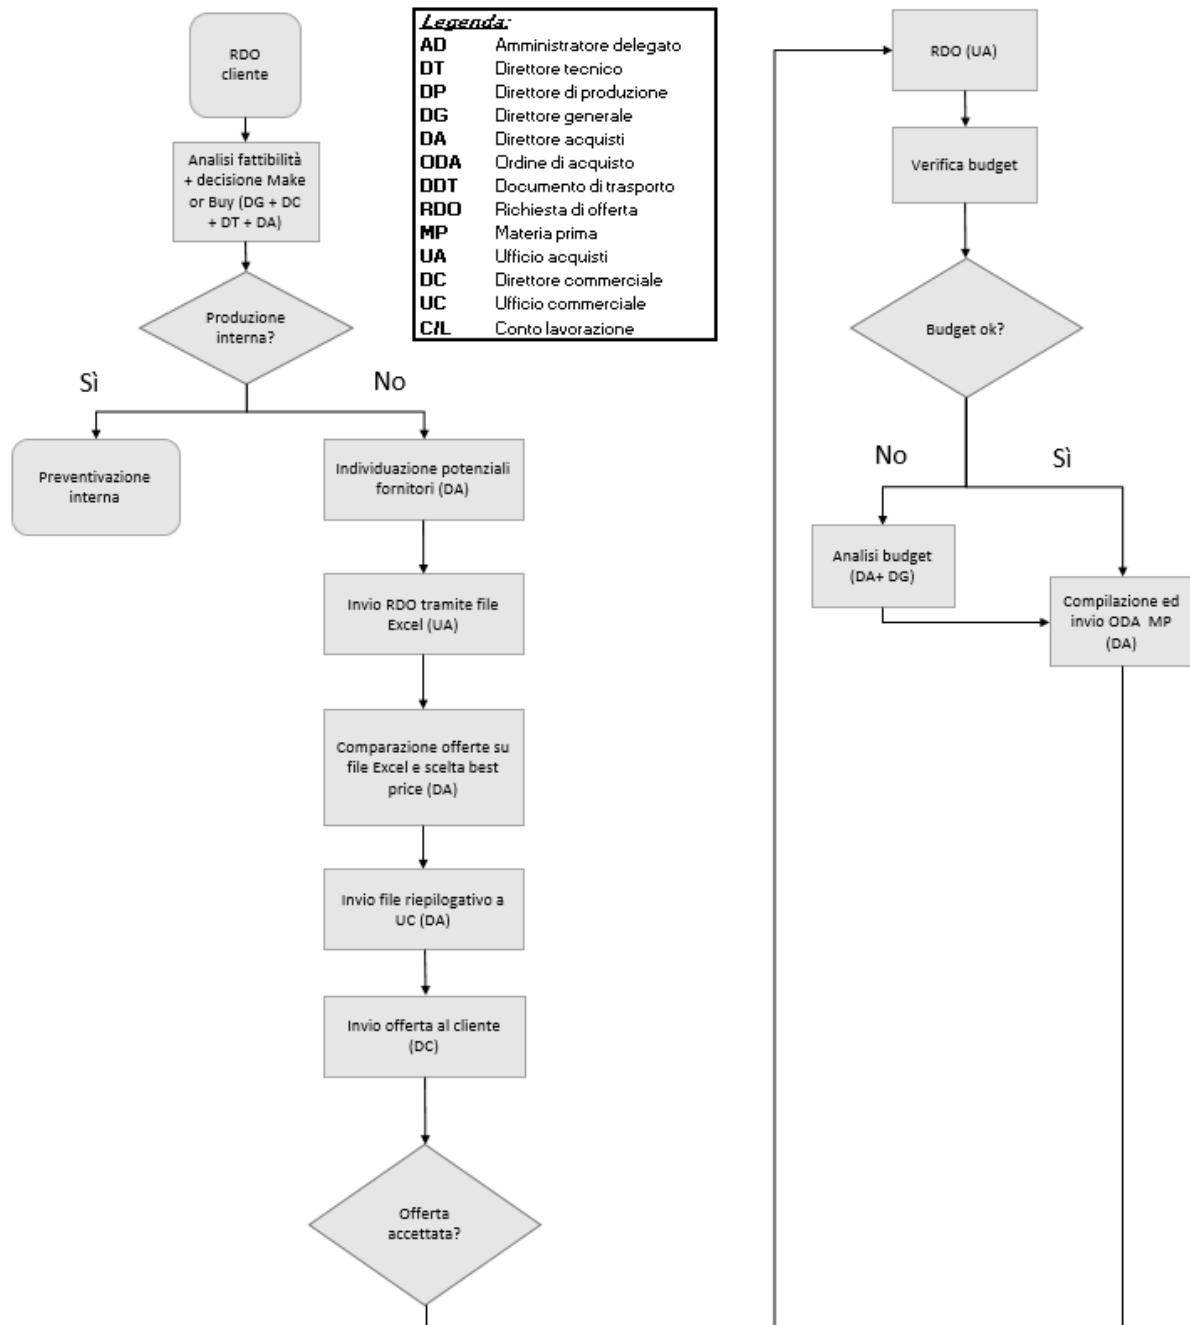 RDO
cliente
Analisi fattibilità
+ decisione Make
or Buy (DG + DC
+ DT + DA)
Produzione
interna?
Sì
No
Preventivazione
interna
Individuazione potenziali
fornitori (DA)
Invio RDO tramite file
Excel (UA)
Comparazione offerte su
file Excel e scelta best
price (DA)
Invio file riepilogativo a
UC (DA)
Invio offerta al cliente
(DC)
Offerta
accettata?
Legenda:
AD Amministratore delegato
DT Direttore tecnico
DP Direttore di produzione
DG Direttore generale
DA Direttore acquisti
ODA Ordine di acquisto
DDT Documento di trasporto
RDO Richiesta di offerta
MP Materia prima
UA Ufficio acquisti
DC Direttore commerciale
UC Ufficio commerciale
C/L Conto lavorazione
RDO (UA)
Verifica budget
Budget ok?
No
Sì
Analisi budget
(DA+ DG)
Compilazione ed
invio ODA MP
(DA)